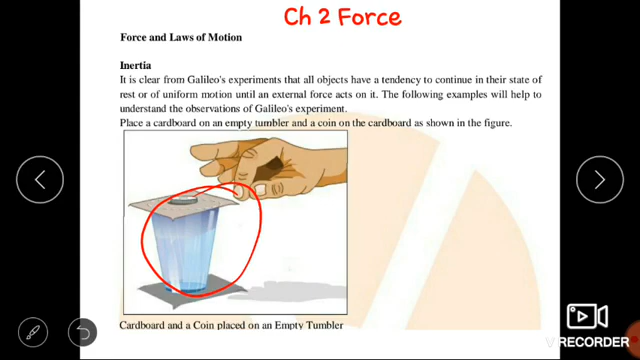 Ch 2 Force
Force and Laws of Motion
Inertia
It is clear from Galileo's experiments that all objects have a tendency to continue in their state of
rest or of uniform motion until an external force acts on it. The following examples will help to
understand the observations of Galileo's experiment.
Place a cardboard on an empty tumbler and a coin on the cardboard as shown in the figure.
Cardboard and a Coin placed on an Empty Tumbler
V RECORDER